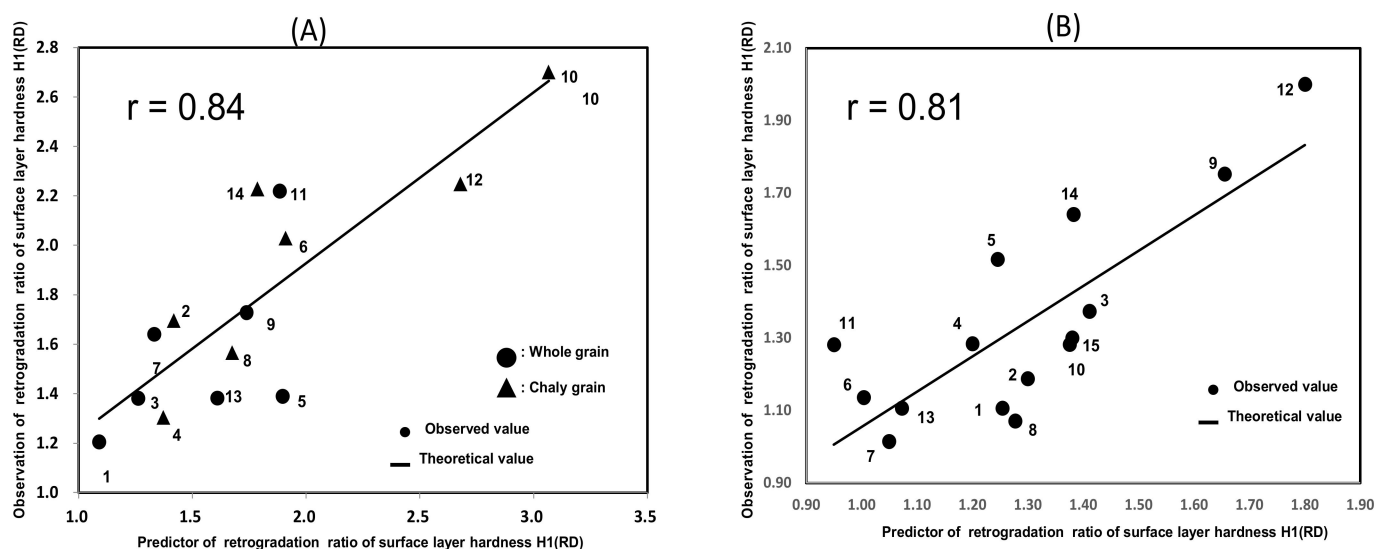 (A)
Observation of retrogradation ratio of surface layer hardness H1(RD)
2.8
2.6
2.4
2.2
2.0
1.8
1.6
1.4
1.2
1.0
r = 0.84
10
10
12
14
11
6
2
9
7
8
3
13
5
4
1
: Whole grain
: Chaly grain
Observed value
Theoretical value
1.0 1.5 2.0 2.5 3.0 3.5
Predictor of retrogradation ratio of surface layer hardness H1(RD)
(B)
Observation of retrogradation ratio of surface layer hardness H1(RD)
2.10
1.90
1.70
1.50
1.30
1.10
0.90
r = 0.81
12
9
14
5
3
11
4
15
10
6
2
1
13
8
7
Observed value
Theoretical value
0.90 1.00 1.10 1.20 1.30 1.40 1.50 1.60 1.70 1.80 1.90
Predictor of retrogradation ratio of surface layer hardness H1(RD)